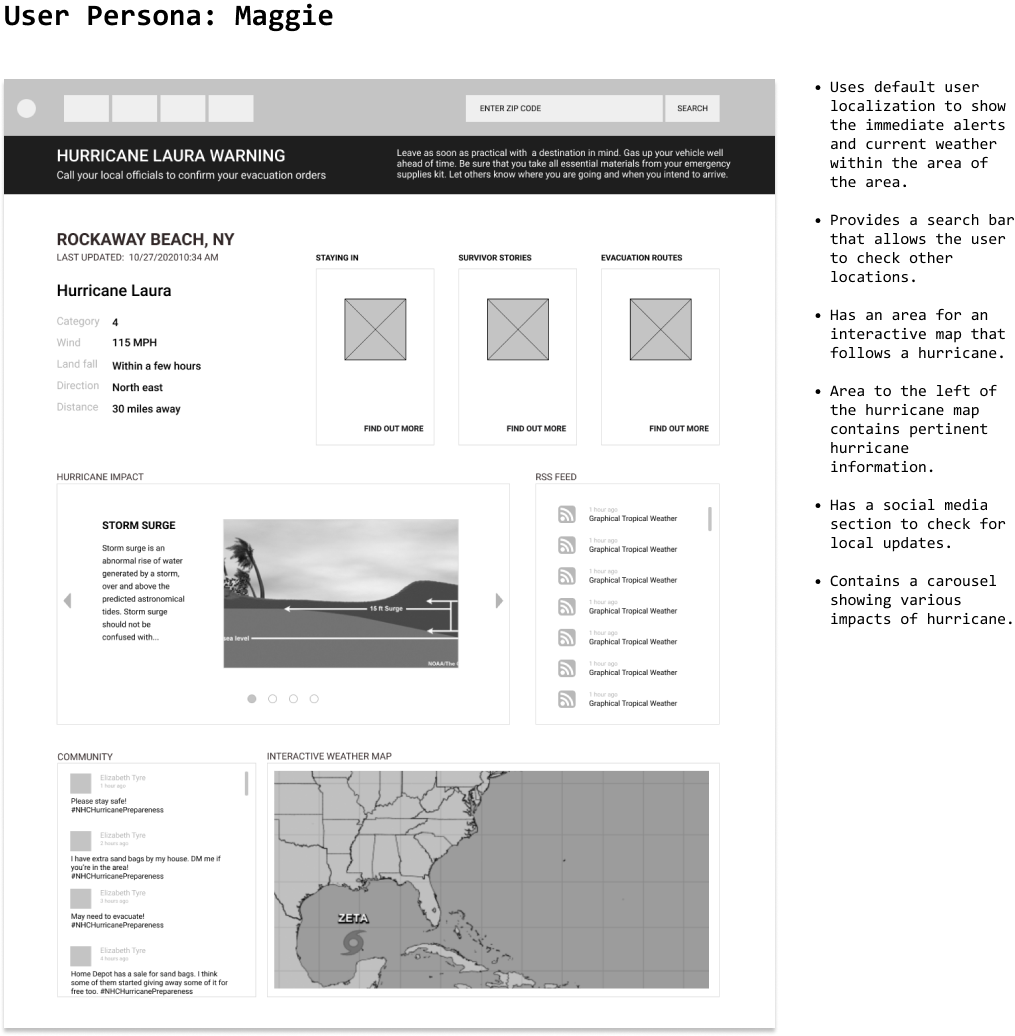 User Persona: Maggie
ENTER ZIP CODE
SEARCH
HURRICANE LAURA WARNING
Call your local officials to confirm your evacuation orders
Leave as soon as practical with a destination in mind. Gas up your vehicle well
ahead of time. Be sure that you take all essential materials from your emergency
supplies kit. Let others know where you are going and when you intend to arrive.
ROCKAWAY BEACH, NY
LAST UPDATED: 10/27/202010:34 AM
Hurricane Laura
Category 4
Wind 115 MPH
Land fall Within a few hours
Direction North east
Distance 30 miles away
STAYING IN
FIND OUT MORE
SURVIVOR STORIES
FIND OUT MORE
EVACUATION ROUTES
FIND OUT MORE
HURRICANE IMPACT
STORM SURGE
Storm surge is an
abnormal rise of water
generated by a storm,
over and above the
predicted astronomical
tides. Storm surge
should not be
confused with...
15 ft Surge
sea level
NOAA/The
RSS FEED
1 hour ago
Graphical Tropical Weather
1 hour ago
Graphical Tropical Weather
1 hour ago
Graphical Tropical Weather
1 hour ago
Graphical Tropical Weather
1 hour ago
Graphical Tropical Weather
1 hour ago
Graphical Tropical Weather
1 hour ago
Graphical Tropical Weather
COMMUNITY
Elizabeth Tyre
1 hour ago
Please stay safe!
#NHCHurricanePrepareness
Elizabeth Tyre
2 hours ago
I have extra sand bags by my house. DM me if
you're in the area!
#NHCHurricanePrepareness
Elizabeth Tyre
3 hours ago
May need to evacuate!
#NHCHurricanePrepareness
Elizabeth Tyre
4 hours ago
Home Depot has a sale for sand bags. I think
some of them started giving away some of it for
free too. #NHCHurricanePrepareness
INTERACTIVE WEATHER MAP
ZETA
• Uses default user
localization to show
the immediate alerts
and current weather
within the area of
the area.
• Provides a search bar
that allows the user
to check other
locations.
• Has an area for an
interactive map that
follows a hurricane.
• Area to the left of
the hurricane map
contains pertinent
hurricane
information.
• Has a social media
section to check for
local updates.
• Contains a carousel
showing various
impacts of hurricane.